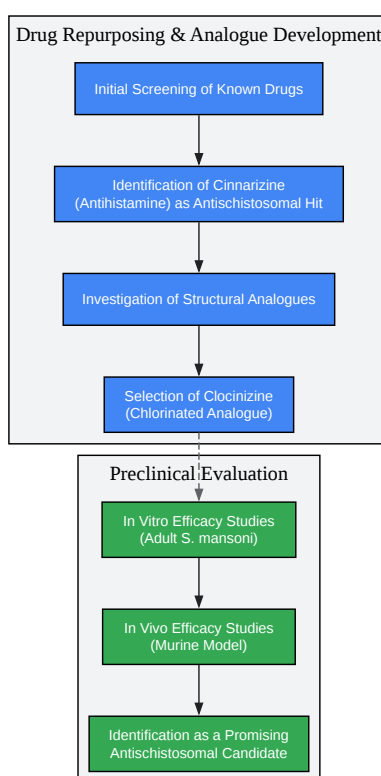 Drug Repurposing & Analogue Development
Initial Screening of Known Drugs
Identification of Cinnarizine
(Antihistamine) as Antischistosomal Hit
Investigation of Structural Analogues
Selection of Clocinizine
(Chlorinated Analogue)
Preclinical Evaluation
In Vitro Efficacy Studies
(Adult S. mansoni)
In Vivo Efficacy Studies
(Murine Model)
Identification as a Promising
Antischistosomal Candidate